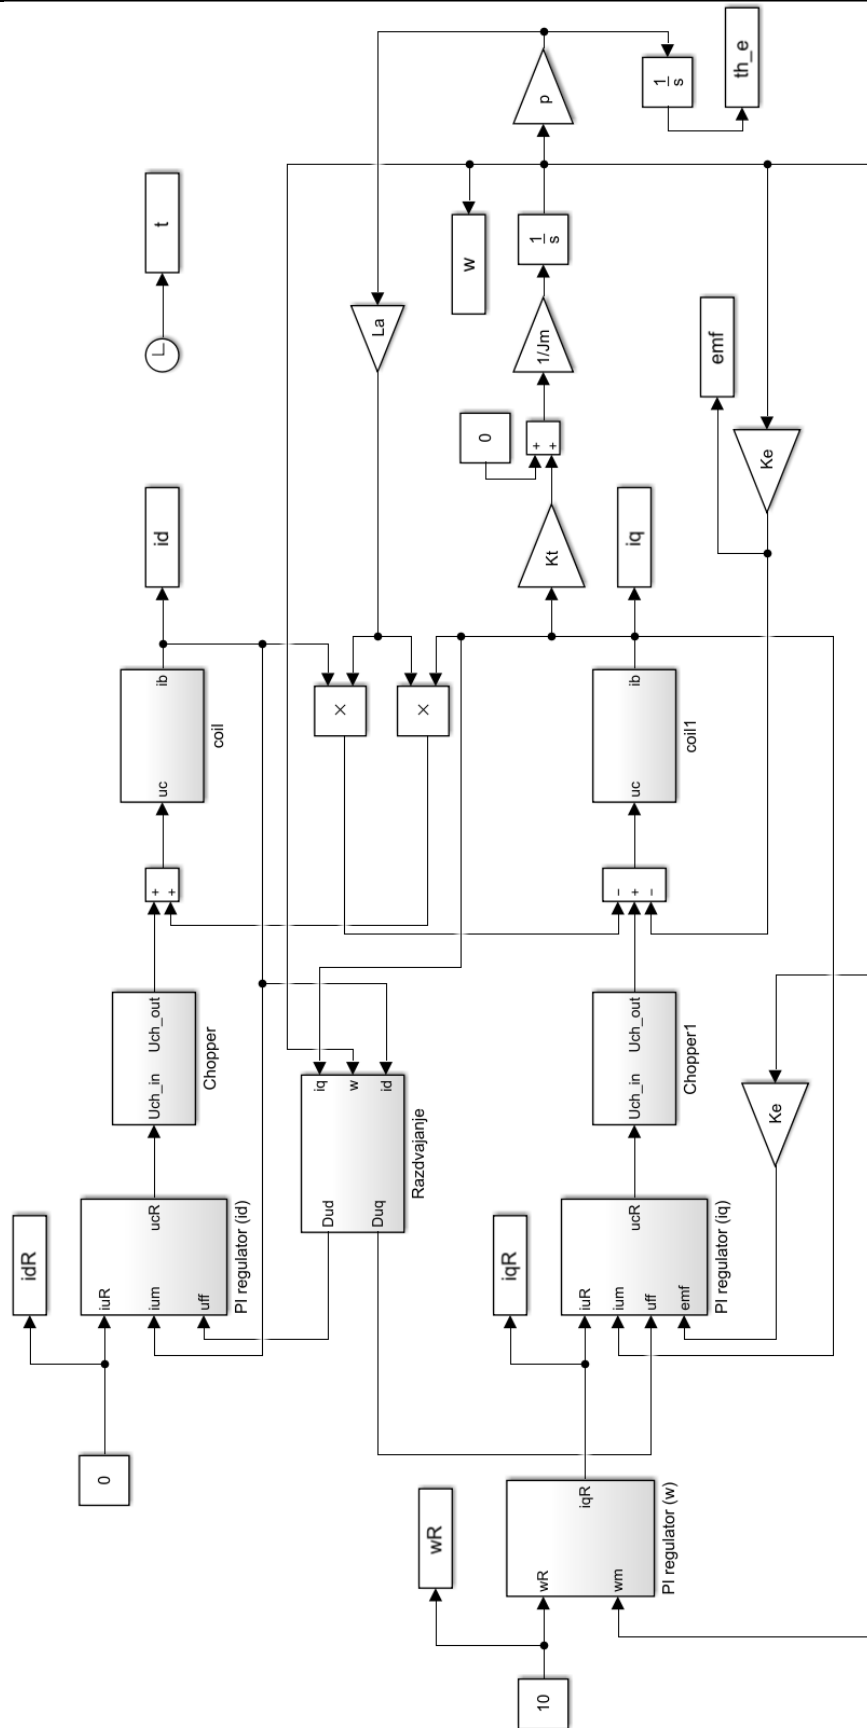 0
idR
iuR
ium
uff
ucR
PI regulator (id)
Uch_in
Uch_out
Chopper
+
+
uc
ib
coil
id
t
Dud
Duq
iq
w
id
Razdvajanje
×
×
La
10
wR
wR
wm
iqR
PI regulator (w)
iqR
iuR
ium
uff
emf
ucR
PI regulator (iq)
Uch_in
Uch_out
Chopper1
−
+
−
uc
ib
coil1
iq
Kt
0
+
+
1/Jm
1
s
w
p
1
s
th_e
Ke
emf
Ke